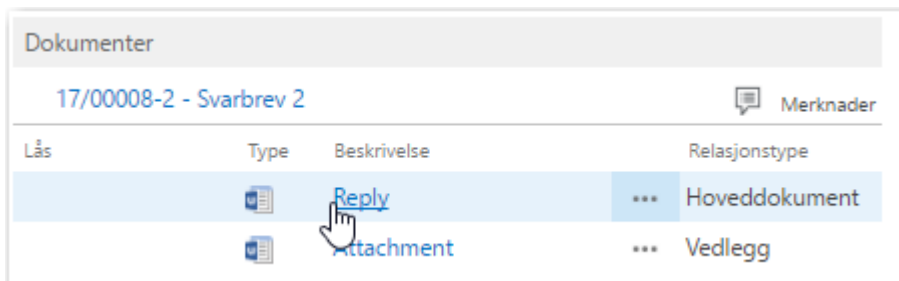 Dokumenter
17/00008-2 - Svarbrev 2 Merknader
Lås Type Beskrivelse Relasjonstype
Reply ... Hoveddokument
Attachment ... Vedlegg